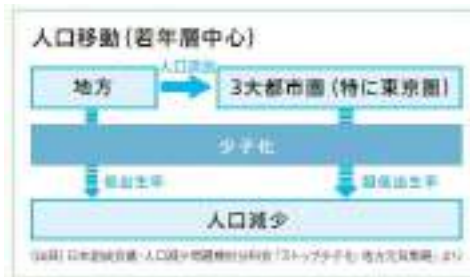 人口移動(若年層中心)
人口流出
地方
3大都市圏(特に東京圏)
少子化
低出生率
超低出生率
人口減少
(出典)日本創成会議・人口減少問題検討分科会「ストップ少子化・地方元気戦略」より